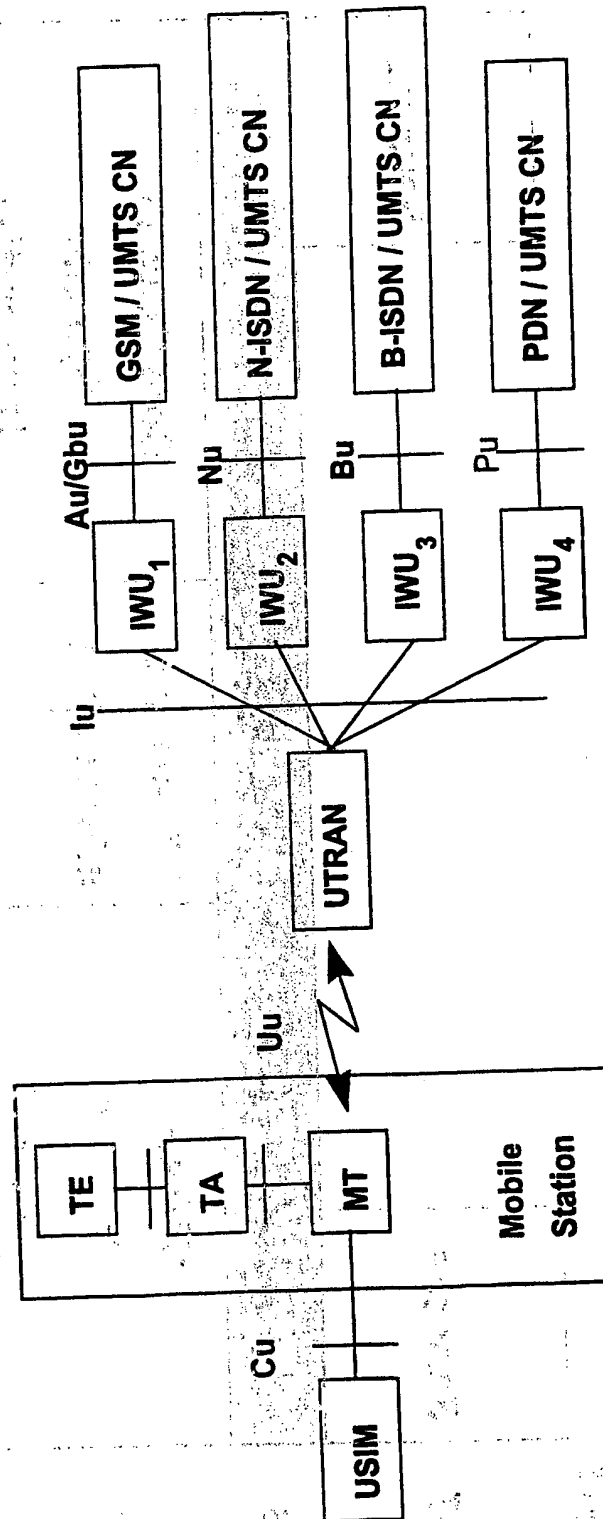 USIM
Cu
TE
TA
MT
Mobile
Station
Uu
UTRAN
Iu
IWU1
IWU2
IWU3
IWU4
Au/Gbu
Nu
Bu
Pu
GSM / UMTS CN
N-ISDN / UMTS CN
B-ISDN / UMTS CN
PDN / UMTS CN